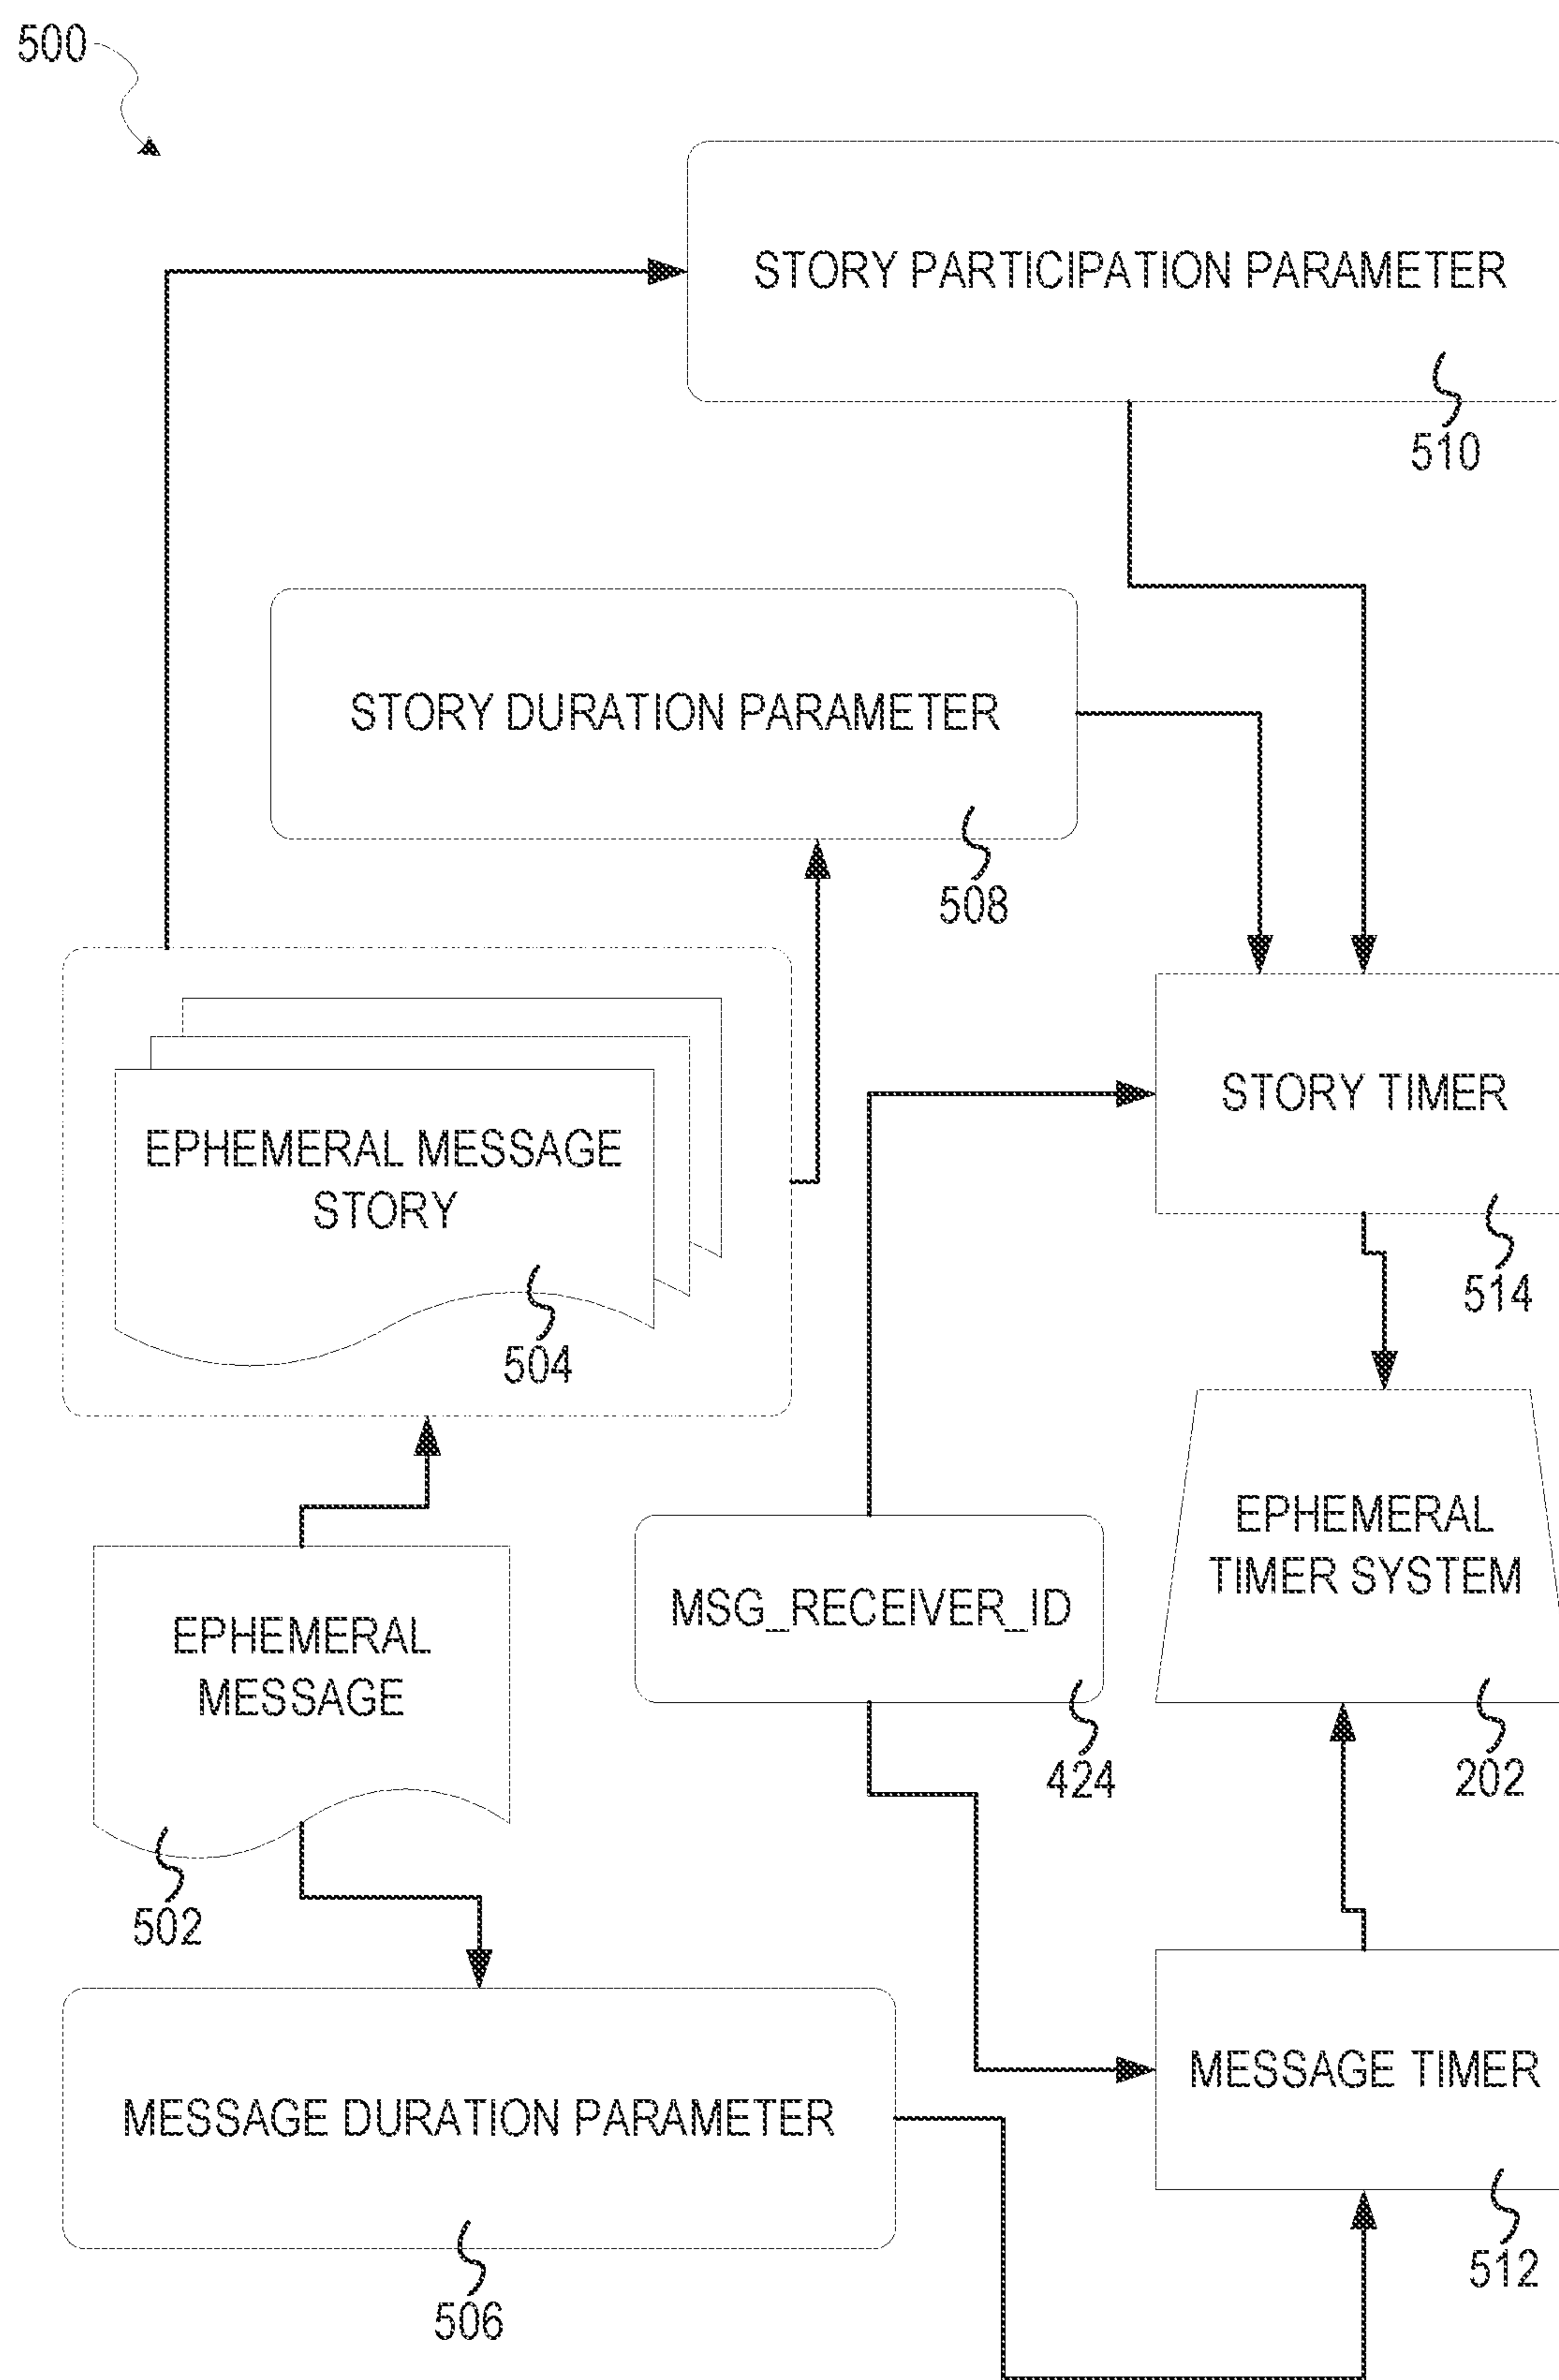 500
STORY PARTICIPATION PARAMETER
510
STORY DURATION PARAMETER
508
EPHEMERAL MESSAGE
STORY
504
STORY TIMER
514
EPHEMERAL
TIMER SYSTEM
202
MSG_RECEIVER_ID
424
EPHEMERAL
MESSAGE
502
MESSAGE TIMER
512
MESSAGE DURATION PARAMETER
506